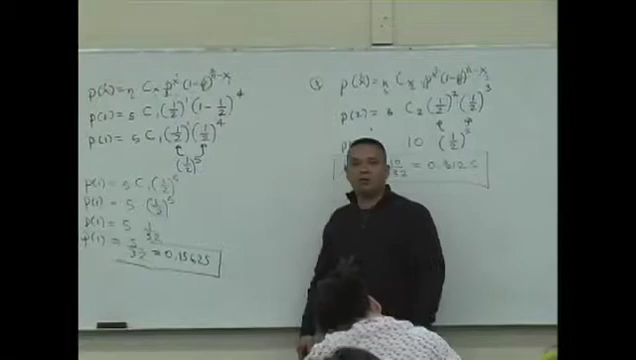 P(x) = n C x p^x (1-p)^n-x
P(1) = 5 C 1 (1/2)^1 (1 - 1/2)^4
P(1) = 5 C 1 (1/2)^1 (1/2)^4
(1/2)^5
P(1) = 5 C 1 (1/2)^5
P(1) = 5 (1/2)^5
P(1) = 5 1/32
P(1) = 5/32 = 0.15625
P(x) = n C x p^x (1-p)^n-x
P(2) = 5 C 2 (1/2)^2 (1/2)^3
10 (1/2)^5
10/32 = 0.3125